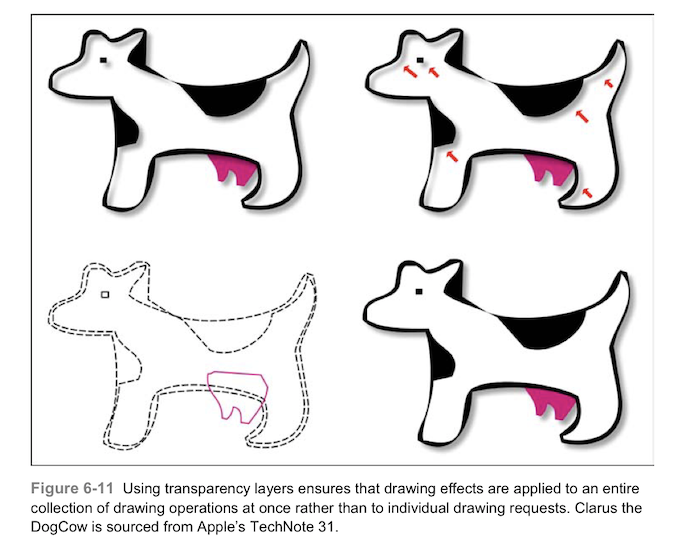 Figure 6-11 Using transparency layers ensures that drawing effects are applied to an entire
collection of drawing operations at once rather than to individual drawing requests. Clarus the
DogCow is sourced from Apple's TechNote 31.